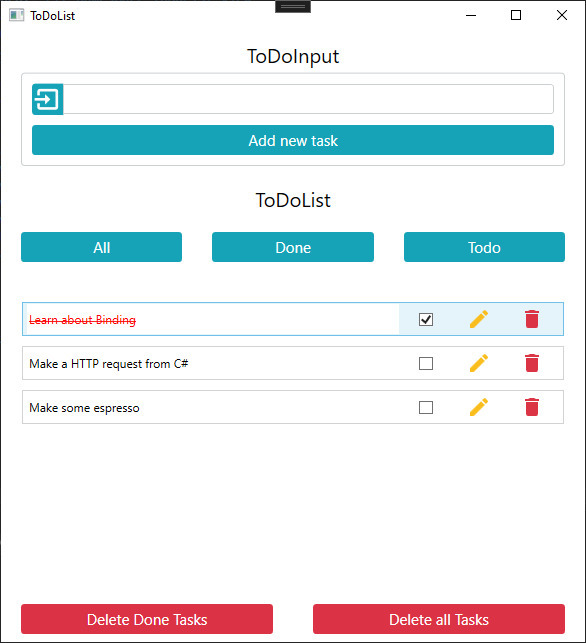 ToDoList
ToDoInput
Add new task
ToDoList
All Done Todo
Learn about Binding
Make a HTTP request from C#
Make some espresso
Delete Done Tasks Delete all Tasks